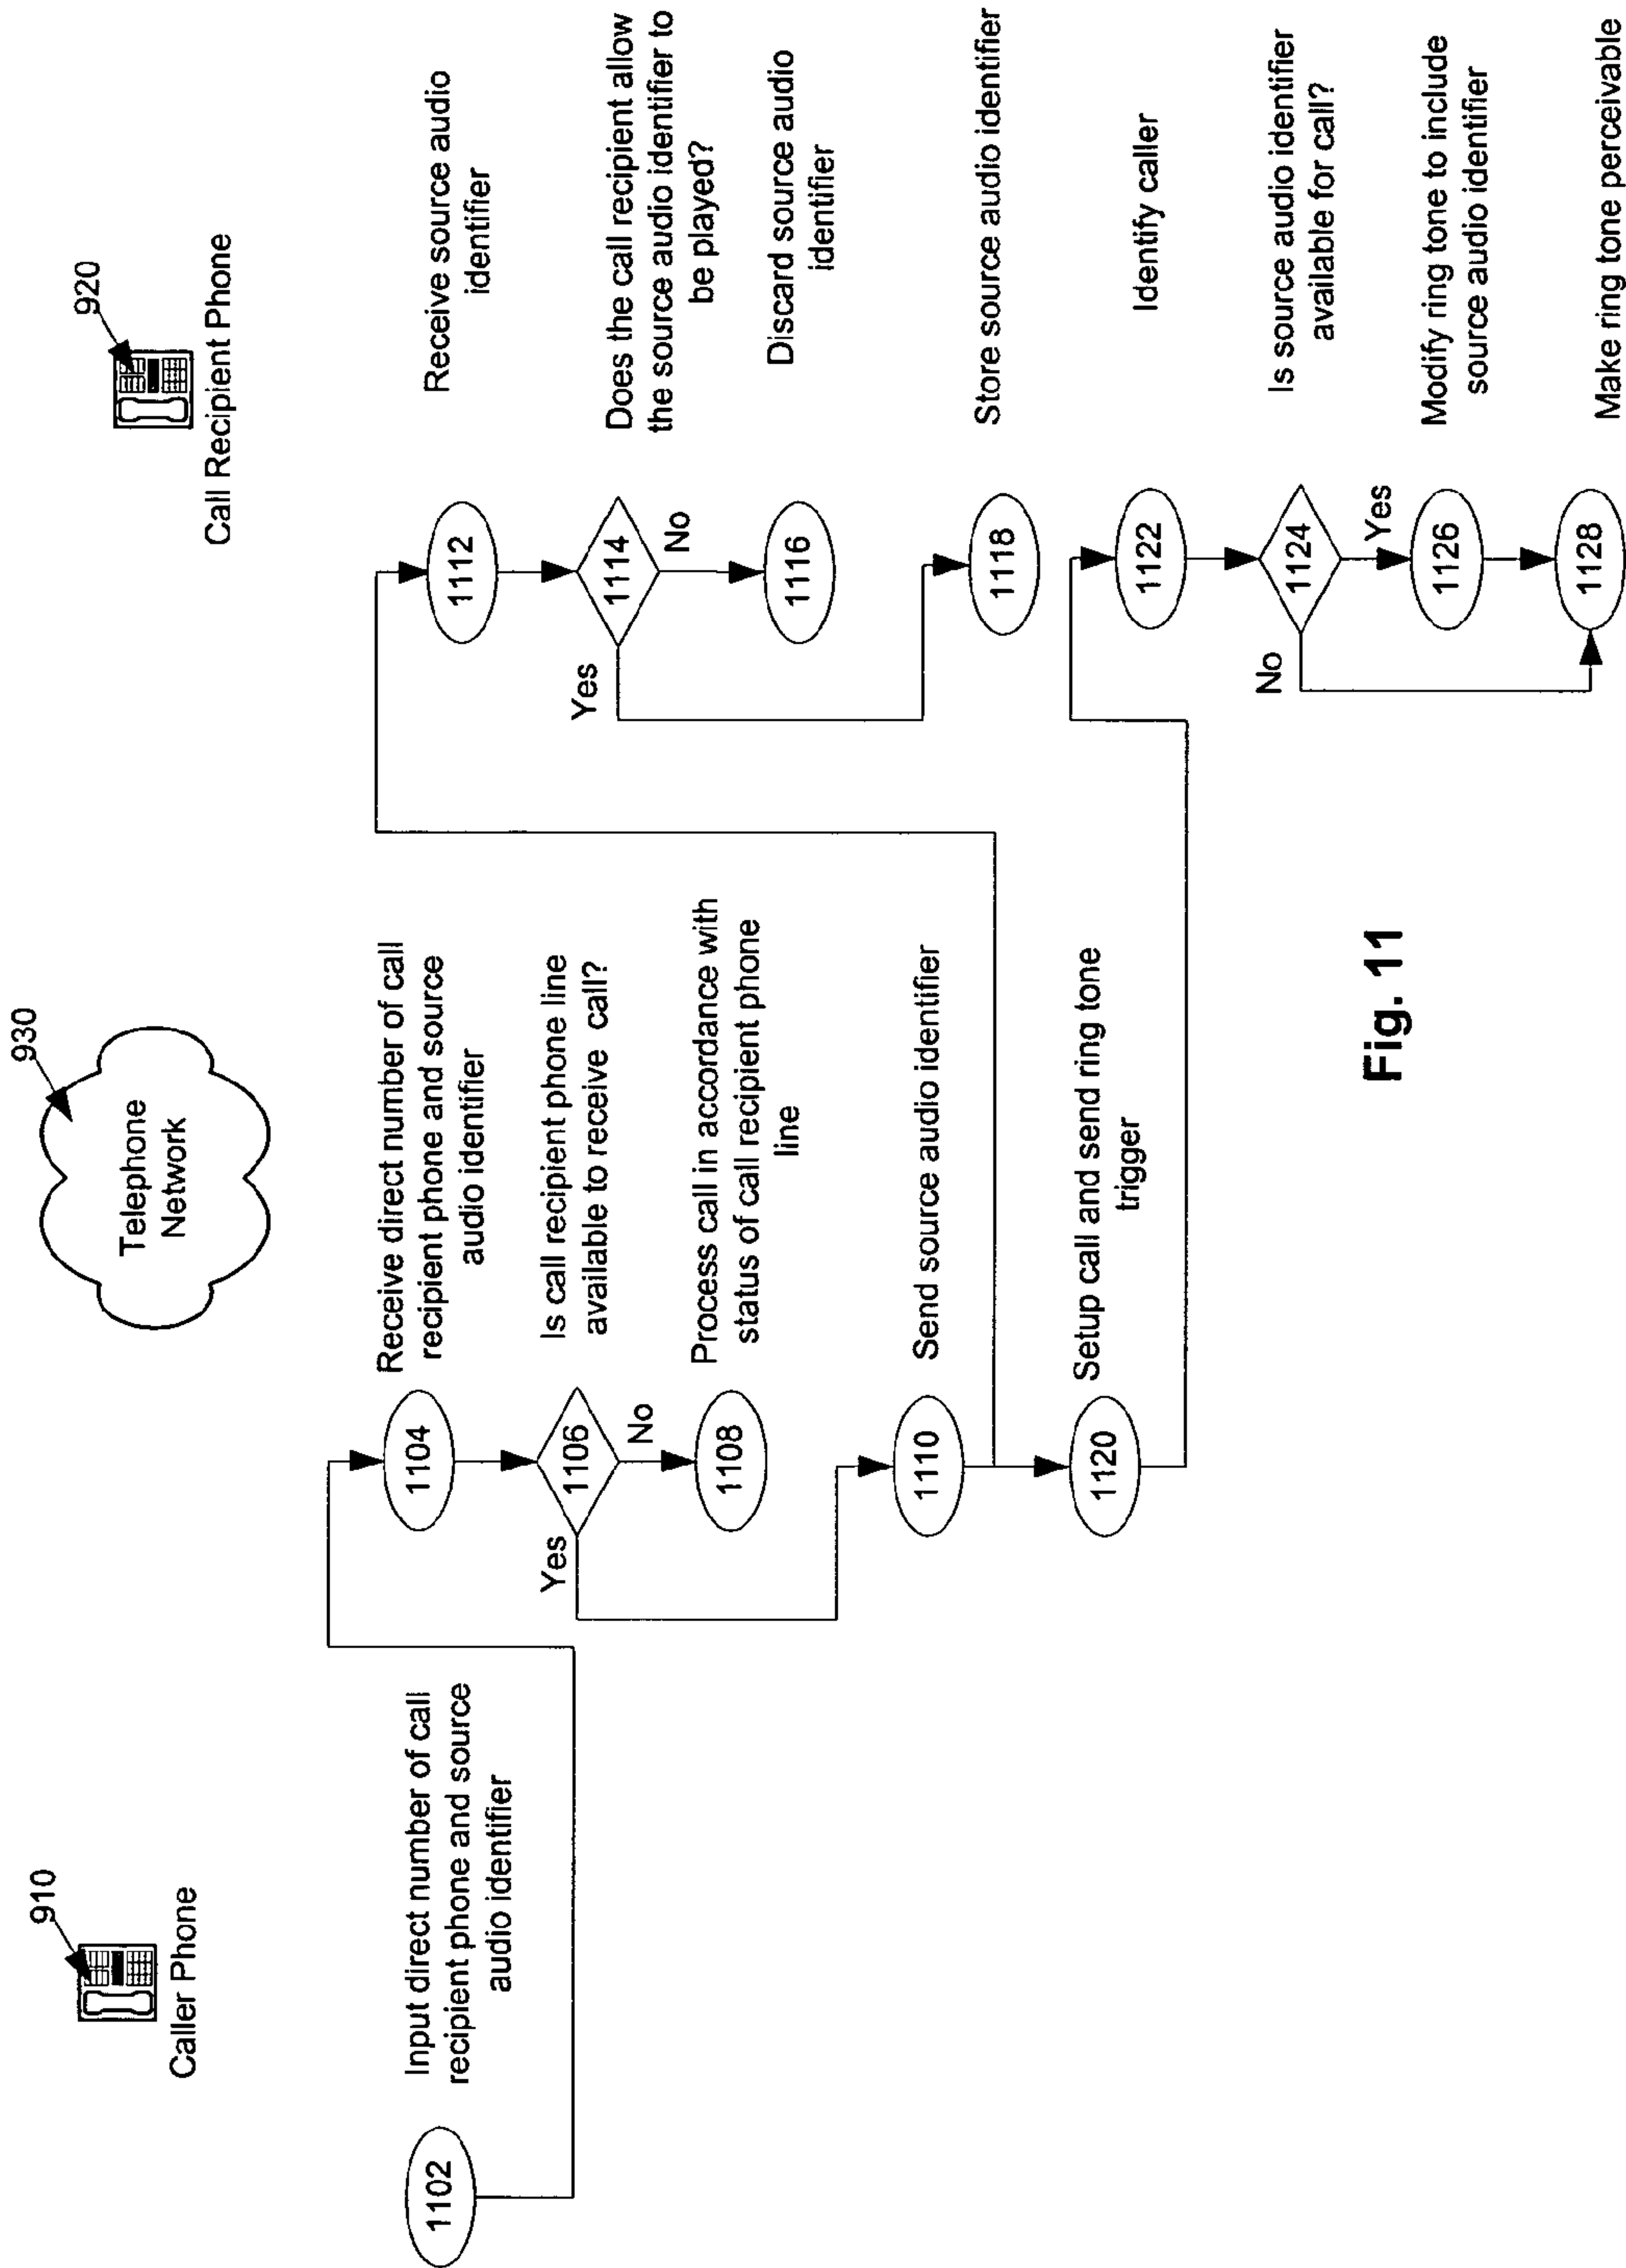 910
Caller Phone
930
Telephone
Network
920
Call Recipient Phone
1102
Input direct number of call
recipient phone and source
audio identifier
1104
Receive direct number of call
recipient phone and source
audio identifier
1106
Is call recipient phone line
available to receive call?
Yes
No
1108
Process call in accordance with
status of call recipient phone
line
1110
Send source audio identifier
1120
Setup call and send ring tone
trigger
1112
Receive source audio
identifier
1114
Does the call recipient allow
the source audio identifier to
be played?
Yes
No
1116
Discard source audio
identifier
1118
Store source audio identifier
1122
Identify caller
1124
Is source audio identifier
available for call?
No
Yes
1126
Modify ring tone to include
source audio identifier
1128
Make ring tone perceivable
Fig. 11